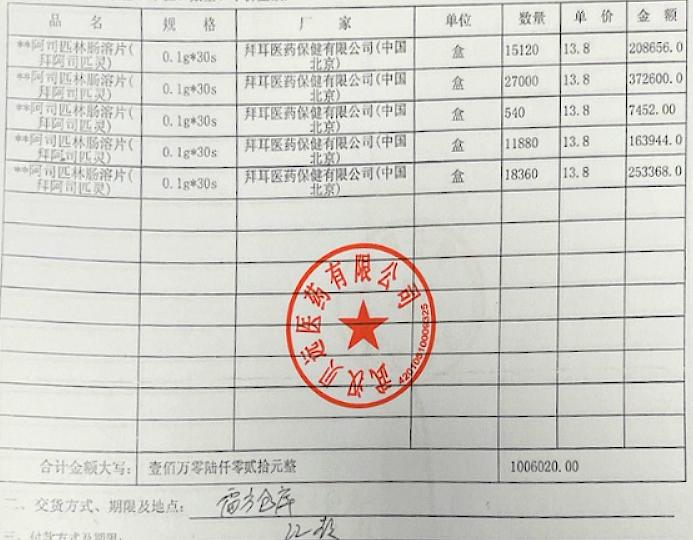 品 名 规 格 厂 家 单位 数量 单 价 金 额
**阿司匹林肠溶片(拜阿司匹灵) 0.1g*30s 拜耳医药保健有限公司(中国北京) 盒 15120 13.8 208656.0
**阿司匹林肠溶片(拜阿司匹灵) 0.1g*30s 拜耳医药保健有限公司(中国北京) 盒 27000 13.8 372600.0
**阿司匹林肠溶片(拜阿司匹灵) 0.1g*30s 拜耳医药保健有限公司(中国北京) 盒 540 13.8 7452.00
**阿司匹林肠溶片(拜阿司匹灵) 0.1g*30s 拜耳医药保健有限公司(中国北京) 盒 11880 13.8 163944.0
**阿司匹林肠溶片(拜阿司匹灵) 0.1g*30s 拜耳医药保健有限公司(中国北京) 盒 18360 13.8 253368.0
武汉贝远医药有限公司
合计金额大写: 壹佰万零陆仟零贰拾元整 1006020.00
二、交货方式、期限及地点: 需方仓库
三、付款方式及期限: